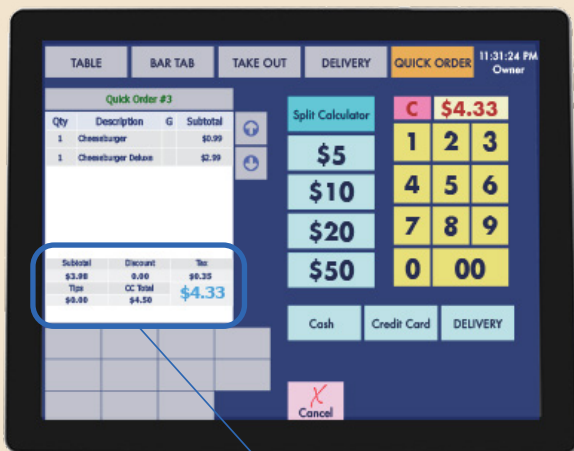 TABLE BAR TAB TAKE OUT DELIVERY QUICK ORDER 11:31:24 PM
Owner
Quick Order #3
Qty Description G Subtotal
1 Cheeseburger $0.99
1 Cheeseburger Deluxe $2.99
Subtotal Discount Tax
$3.98 0.00 $0.35
Tips CC Total $4.33
$0.00 $4.50
Split Calculator
$5
$10
$20
$50
C $4.33
1 2 3
4 5 6
7 8 9
0 00
Cash Credit Card DELIVERY
X
Cancel